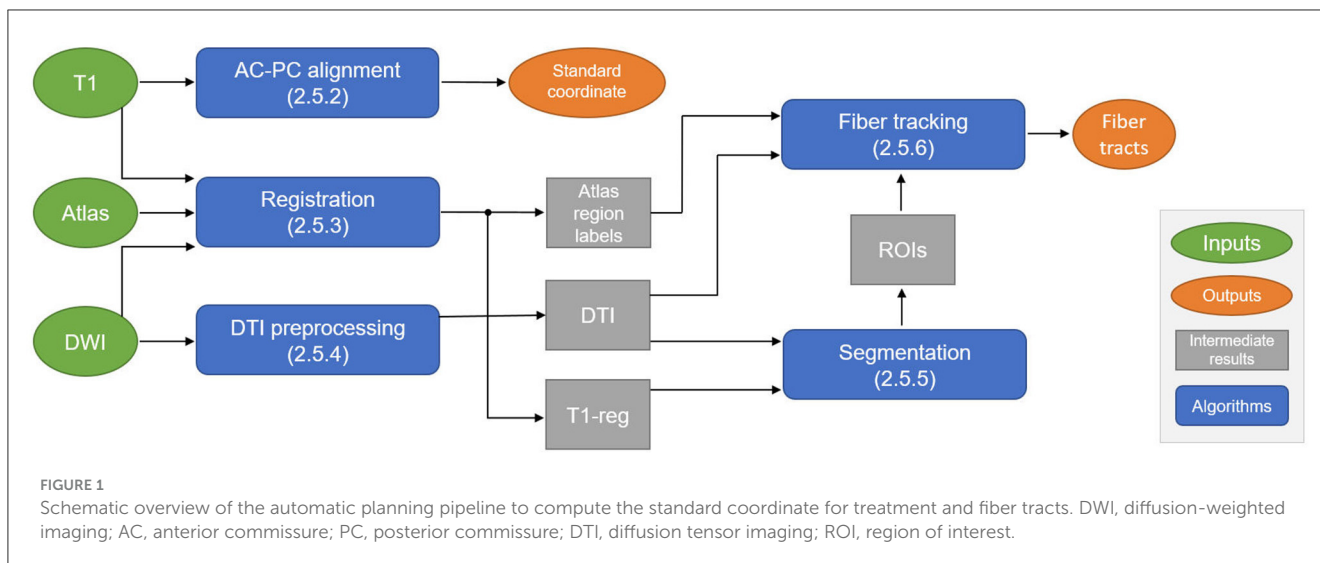 T1
AC-PC alignment
(2.5.2)
Standard
coordinate
Atlas
Registration
(2.5.3)
Atlas
region
labels
Fiber tracking
(2.5.6)
Fiber
tracts
DWI
DTI preprocessing
(2.5.4)
DTI
T1-reg
ROIs
Segmentation
(2.5.5)
Inputs
Outputs
Intermediate
results
Algorithms
FIGURE 1
Schematic overview of the automatic planning pipeline to compute the standard coordinate for treatment and fiber tracts. DWI, diffusion-weighted
imaging; AC, anterior commissure; PC, posterior commissure; DTI, diffusion tensor imaging; ROI, region of interest.